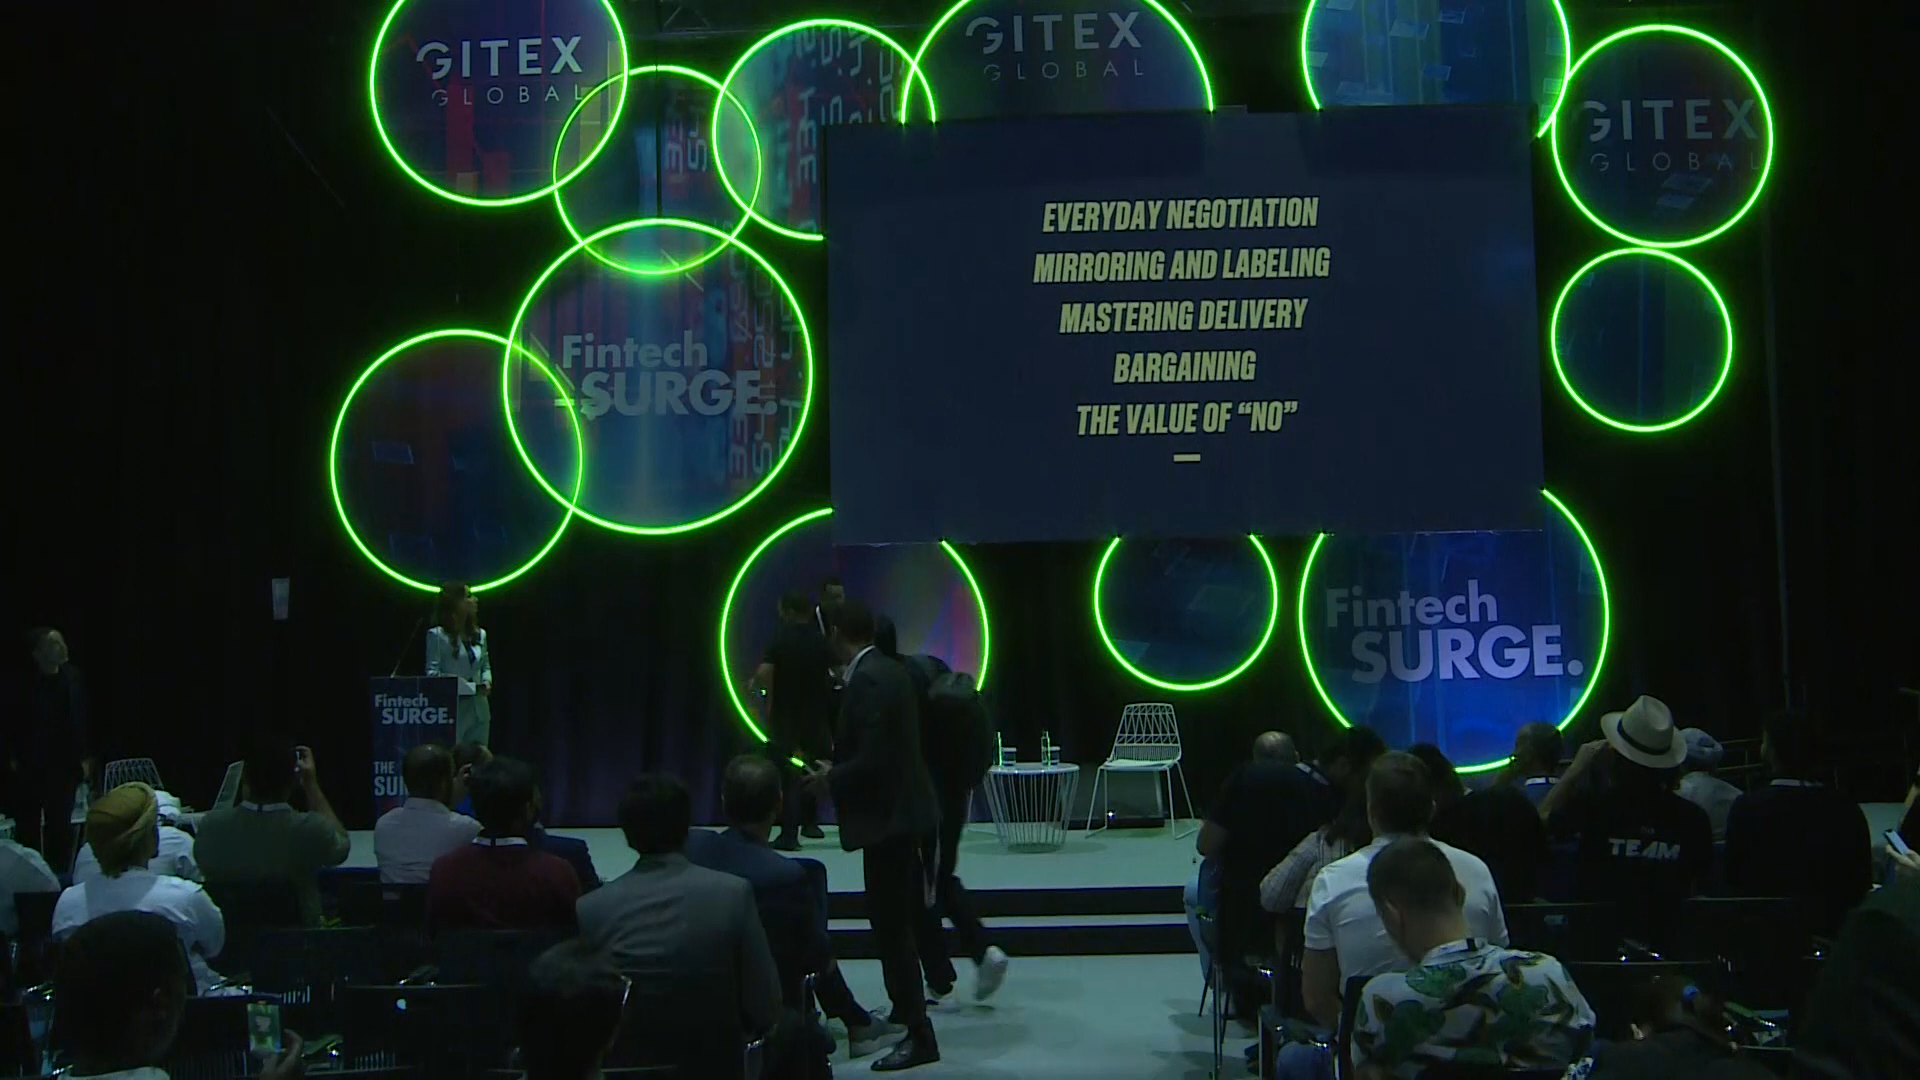 GITEX
GLOBAL
GITEX
GLOBAL
GITEX
GLOBAL
EVERYDAY NEGOTIATION
MIRRORING AND LABELING
MASTERING DELIVERY
BARGAINING
THE VALUE OF “NO”
Fintech
SURGE.
Fintech
SURGE.
Fintech
SURGE.
THE
TEAM